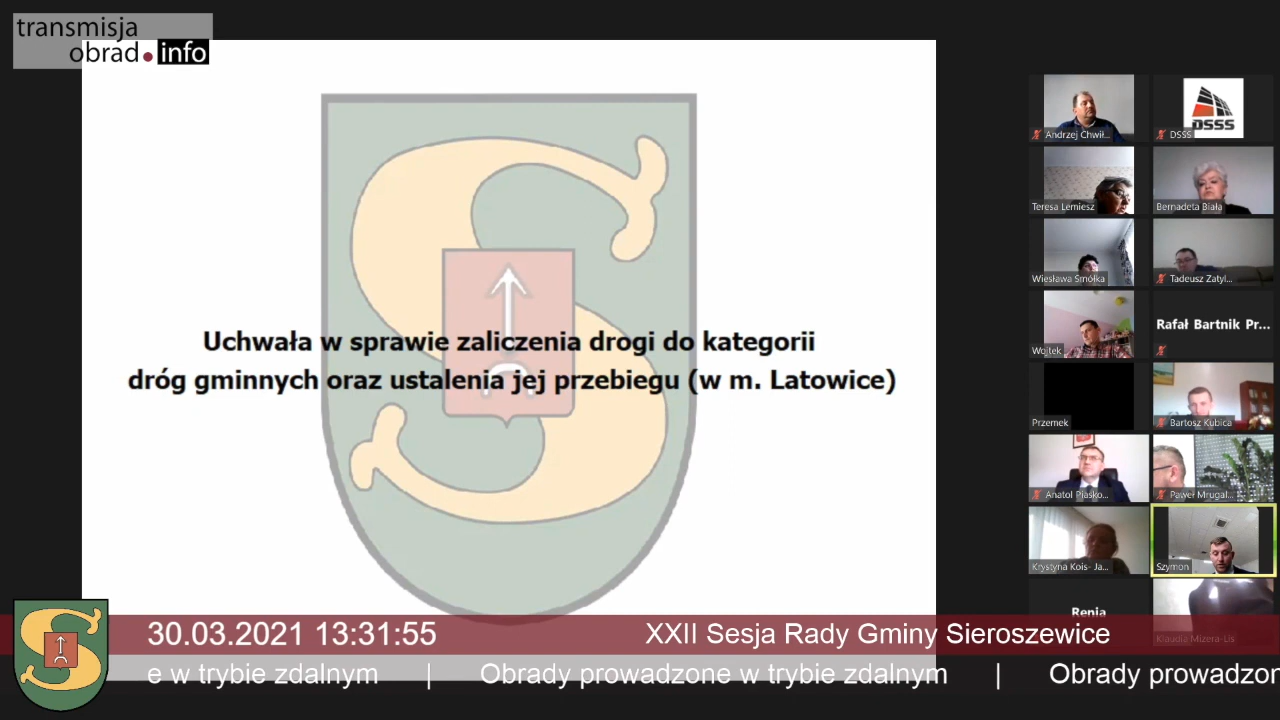 transmisja
obrad.info
Uchwała w sprawie zaliczenia drogi do kategorii
dróg gminnych oraz ustalenia jej przebiegu (w m. Latowice)
Andrzej Chwił...
DSSS
DSSS
Teresa Lemiesz
Bernadeta Biała
Wiesława Smółka
Tadeusz Zatyl...
Wojtek
Rafał Bartnik Pr...
Przemek
Bartosz Kubica
Anatol Piasko...
Paweł Mrugal...
Krystyna Kois- Ja...
Szymon
Renia
Klaudia Mizera-Lis
30.03.2021 13:31:55
XXII Sesja Rady Gminy Sieroszewice
e w trybie zdalnym | Obrady prowadzone w trybie zdalnym | Obrady prowadzor